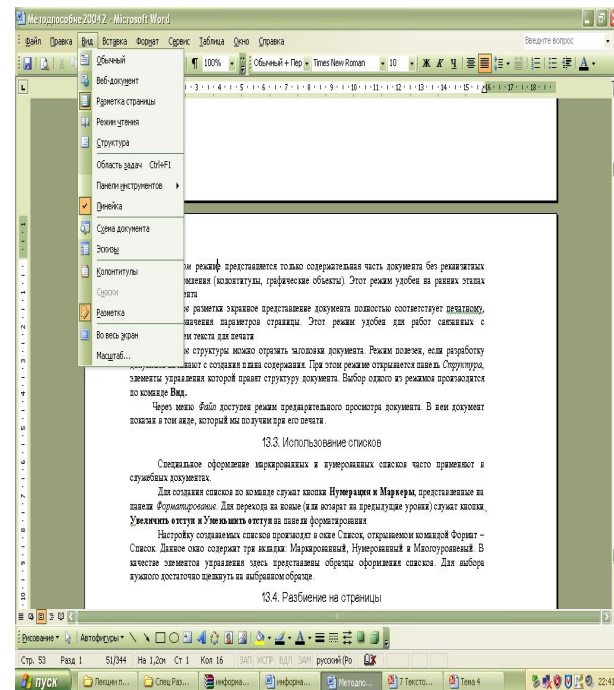 Методпособие20042 - Microsoft Word
Файл Правка Вид Вставка Формат Сервис Таблица Окно Справка
Введите вопрос
100% Обычный + Пер Times New Roman 10 Ж К Ч
Обычный
Веб-документ
Разметка страницы
Режим чтения
Структура
Область задач Ctrl+F1
Панели инструментов
Линейка
Схема документа
Эскизы
Колонтитулы
Сноски
Разметка
Во весь экран
Масштаб...
режиме представляется только содержательная часть документа без реквизитных
(колонтитулы, графические объекты). Этот режим удобен на ранних этапах
разметки экранное представление документа полностью соответствует печатному,
параметров страницы. Этот режим удобен для работ связанных с
текста для печати
структуры можно отразить заголовки документа. Режим полезен, если разработку
с создания плана содержания. При этом режиме открывается панель Структура,
элементы управления которой правят структуру документа. Выбор одного из режимов производится
по команде Вид.
Через меню Файл доступен режим предварительного просмотра документа. В нем документ
показан в том виде, который мы получим при его печати.
13.3. Использование списков
Специальное оформление маркированных и нумерованных списков часто применяют в
служебных документах.
Для создания списков по команде служат кнопки Нумерация и Маркеры, представленные на
панели Форматирование. Для перехода на новые (или возврат на предыдущие уровни) служат кнопки
Увеличить отступ и Уменьшить отступ на панели форматирования
Настройку создаваемых списков производят в окне Список, открываемом командой Формат –
Список. Данное окно содержит три вкладки: Маркированный, Нумерованный и Многоуровневый. В
качестве элементов управления здесь представлены образцы оформления списков. Для выбора
нужного достаточно щелкнуть на выбранном образце.
13.4. Разбиение на страницы
Рисование Автофигуры
Стр. 53 Разд 1 51/344 На 1,2см Ст 1 Кол 16 ЗАП ИСПР ВДЛ ЗАМ русский (Ро
пуск Лекции п... Спец Раз... информа... информа... Методпо... 7 Тексто... Тема 4 22:41